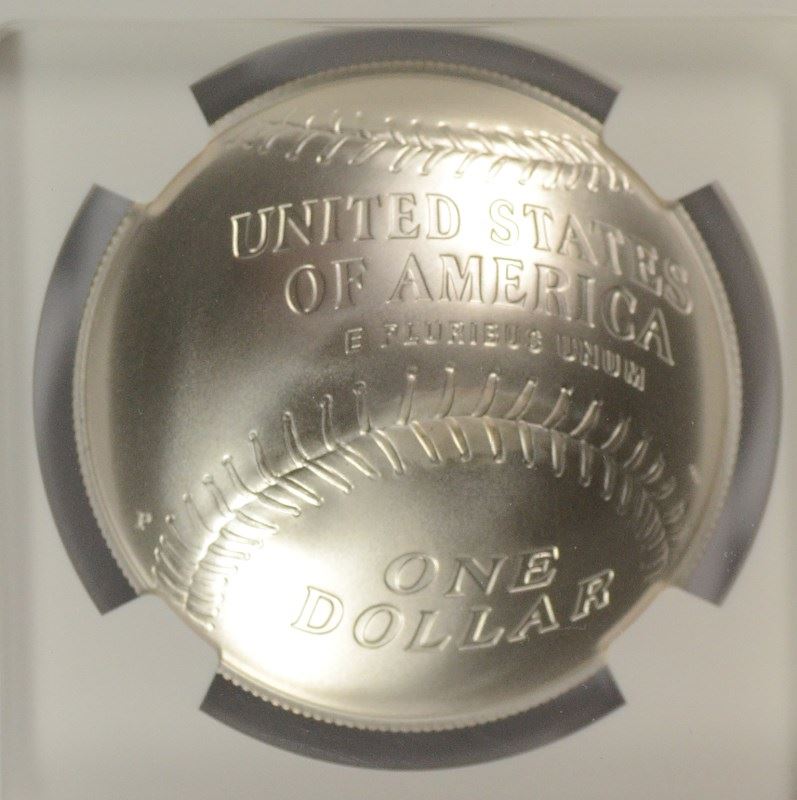 UNITED STATES
OF AMERICA
E PLURIBUS UNUM
P
ONE
DOLLAR